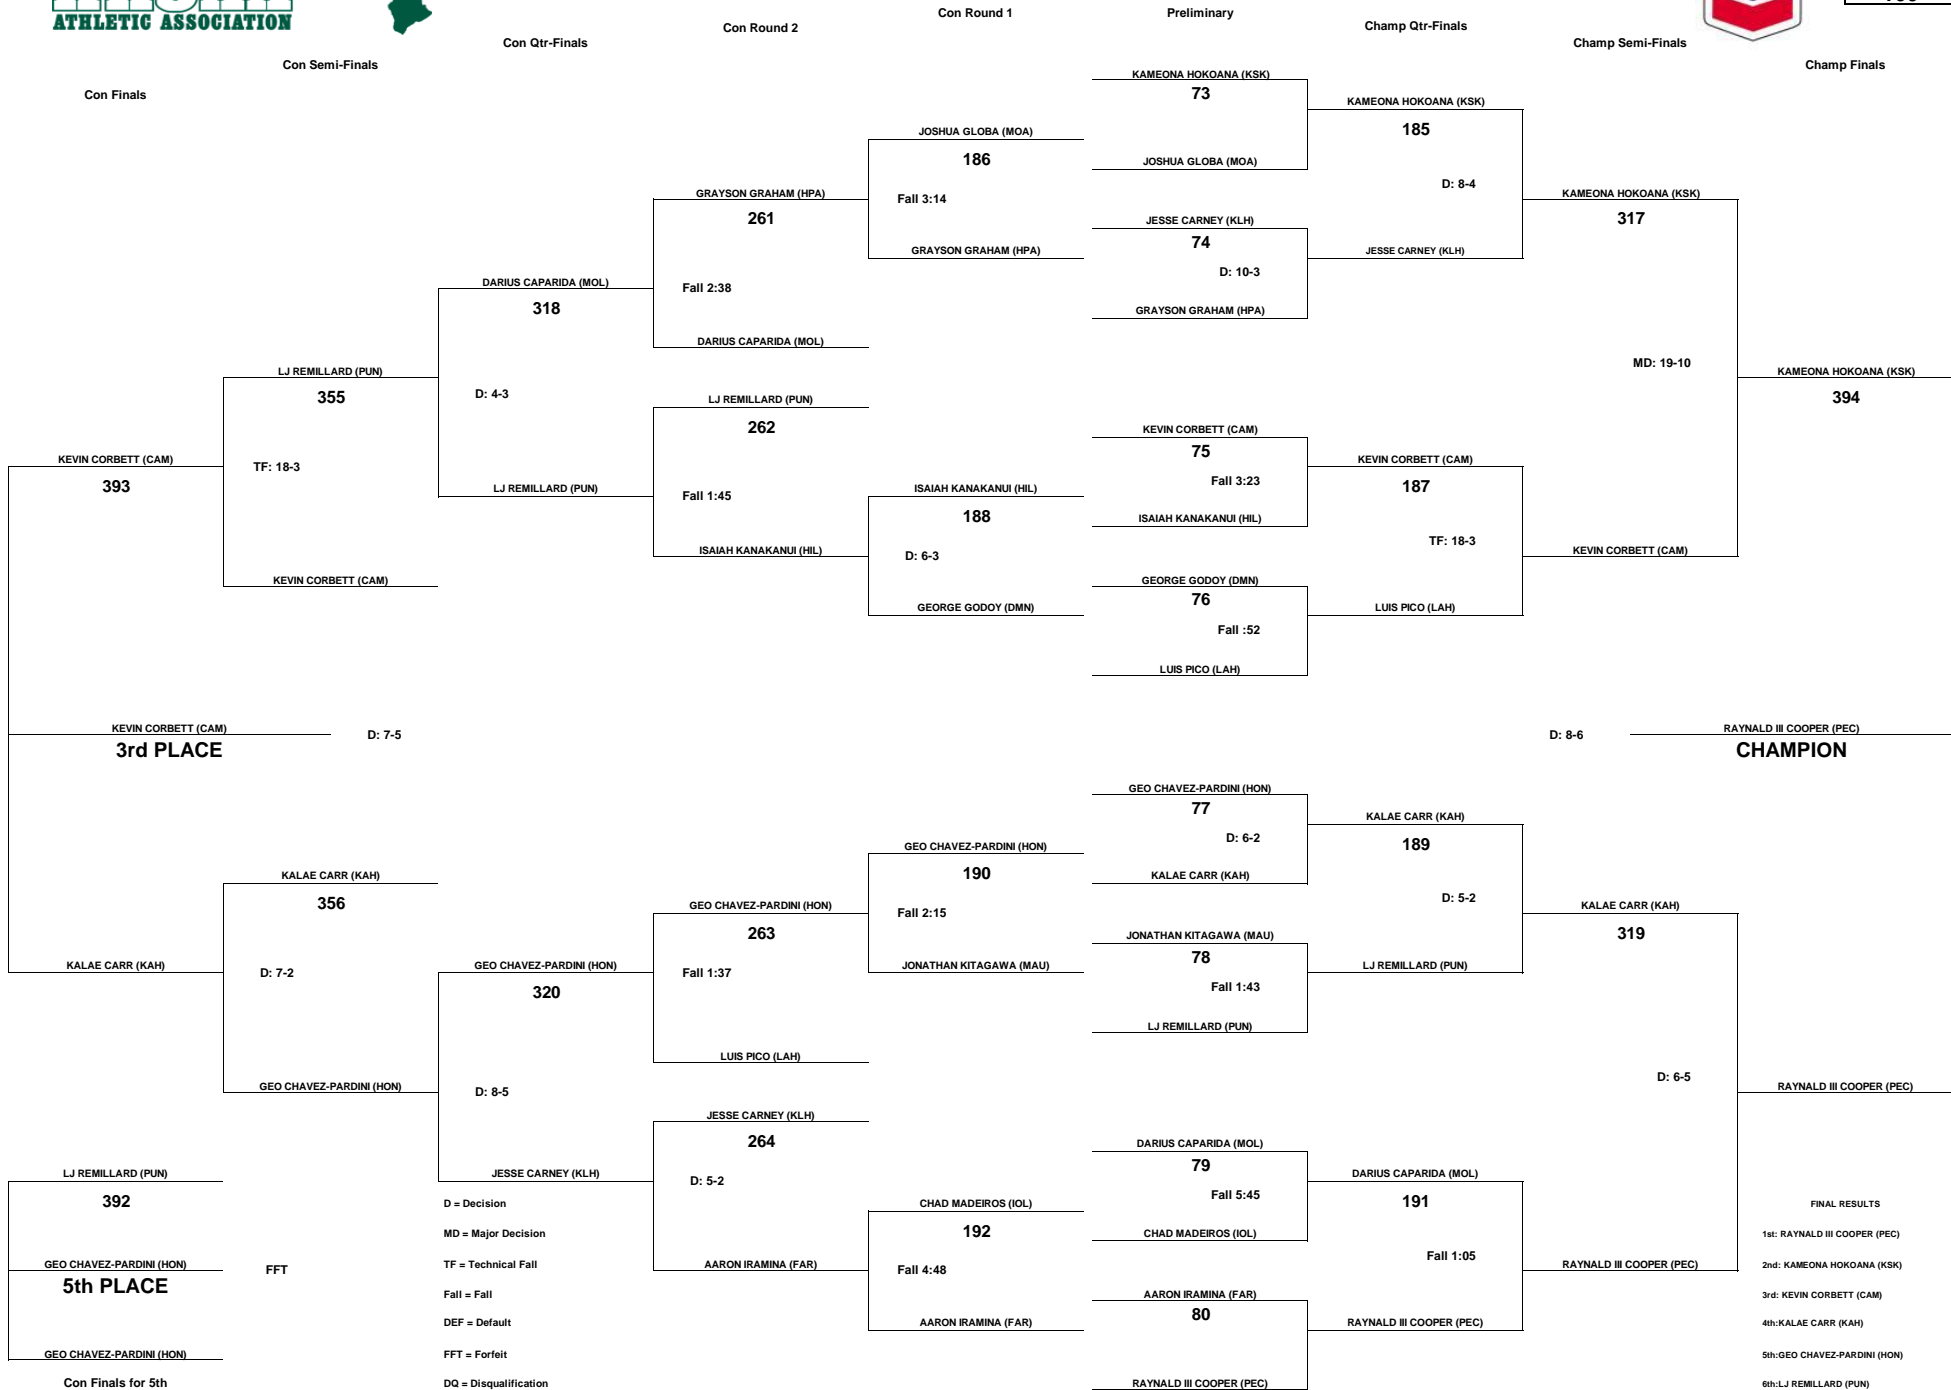 ATHLETIC ASSOCIATION
Con Finals
Con Semi-Finals
Con Qtr-Finals
Con Round 2
Con Round 1
Preliminary
Champ Qtr-Finals
Champ Semi-Finals
Champ Finals
KAMEONA HOKOANA (KSK)
73
JOSHUA GLOBA (MOA)
JESSE CARNEY (KLH)
74
D: 10-3
GRAYSON GRAHAM (HPA)
KEVIN CORBETT (CAM)
75
Fall 3:23
ISAIAH KANAKANUI (HIL)
GEORGE GODOY (DMN)
76
Fall :52
LUIS PICO (LAH)
GEO CHAVEZ-PARDINI (HON)
77
D: 6-2
KALAE CARR (KAH)
JONATHAN KITAGAWA (MAU)
78
Fall 1:43
LJ REMILLARD (PUN)
DARIUS CAPARIDA (MOL)
79
Fall 5:45
CHAD MADEIROS (IOL)
AARON IRAMINA (FAR)
80
RAYNALD III COOPER (PEC)
KAMEONA HOKOANA (KSK)
185
D: 8-4
JESSE CARNEY (KLH)
KEVIN CORBETT (CAM)
187
TF: 18-3
LUIS PICO (LAH)
KALAE CARR (KAH)
189
D: 5-2
LJ REMILLARD (PUN)
DARIUS CAPARIDA (MOL)
191
Fall 1:05
RAYNALD III COOPER (PEC)
KAMEONA HOKOANA (KSK)
317
MD: 19-10
KEVIN CORBETT (CAM)
KALAE CARR (KAH)
319
D: 6-5
RAYNALD III COOPER (PEC)
KAMEONA HOKOANA (KSK)
394
RAYNALD III COOPER (PEC)
D: 8-6
RAYNALD III COOPER (PEC)
CHAMPION
JOSHUA GLOBA (MOA)
186
Fall 3:14
GRAYSON GRAHAM (HPA)
ISAIAH KANAKANUI (HIL)
188
D: 6-3
GEORGE GODOY (DMN)
GEO CHAVEZ-PARDINI (HON)
190
Fall 2:15
JONATHAN KITAGAWA (MAU)
CHAD MADEIROS (IOL)
192
Fall 4:48
AARON IRAMINA (FAR)
GRAYSON GRAHAM (HPA)
261
Fall 2:38
DARIUS CAPARIDA (MOL)
LJ REMILLARD (PUN)
262
Fall 1:45
ISAIAH KANAKANUI (HIL)
GEO CHAVEZ-PARDINI (HON)
263
Fall 1:37
LUIS PICO (LAH)
JESSE CARNEY (KLH)
264
D: 5-2
AARON IRAMINA (FAR)
DARIUS CAPARIDA (MOL)
318
D: 4-3
LJ REMILLARD (PUN)
GEO CHAVEZ-PARDINI (HON)
320
D: 8-5
JESSE CARNEY (KLH)
LJ REMILLARD (PUN)
355
TF: 18-3
KEVIN CORBETT (CAM)
KALAE CARR (KAH)
356
D: 7-2
GEO CHAVEZ-PARDINI (HON)
KEVIN CORBETT (CAM)
393
KEVIN CORBETT (CAM)
3rd PLACE
D: 7-5
KALAE CARR (KAH)
LJ REMILLARD (PUN)
392
GEO CHAVEZ-PARDINI (HON)
5th PLACE
FFT
GEO CHAVEZ-PARDINI (HON)
Con Finals for 5th
D = Decision
MD = Major Decision
TF = Technical Fall
Fall = Fall
DEF = Default
FFT = Forfeit
DQ = Disqualification
FINAL RESULTS
1st: RAYNALD III COOPER (PEC)
2nd: KAMEONA HOKOANA (KSK)
3rd: KEVIN CORBETT (CAM)
4th:KALAE CARR (KAH)
5th:GEO CHAVEZ-PARDINI (HON)
6th:LJ REMILLARD (PUN)